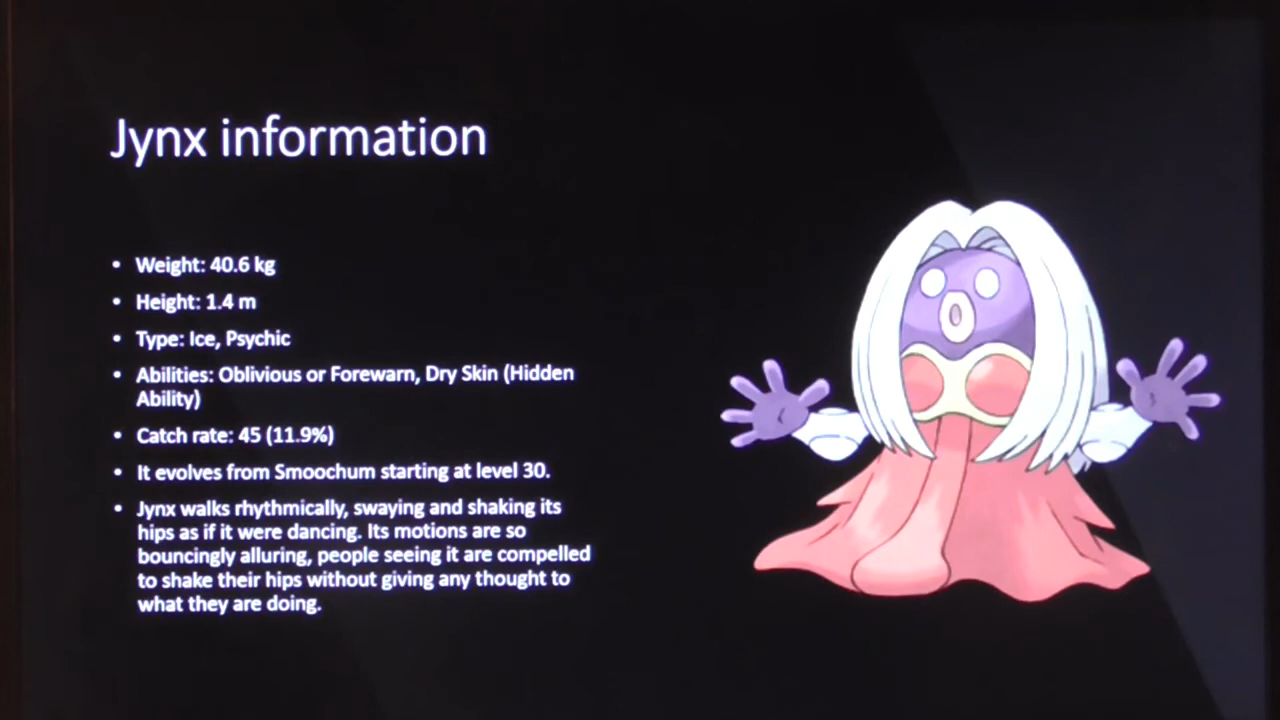 Jynx information
• Weight: 40.6 kg
• Height: 1.4 m
• Type: Ice, Psychic
• Abilities: Oblivious or Forewarn, Dry Skin (Hidden
Ability)
• Catch rate: 45 (11.9%)
• It evolves from Smoochum starting at level 30.
• Jynx walks rhythmically, swaying and shaking its
hips as if it were dancing. Its motions are so
bouncingly alluring, people seeing it are compelled
to shake their hips without giving any thought to
what they are doing.